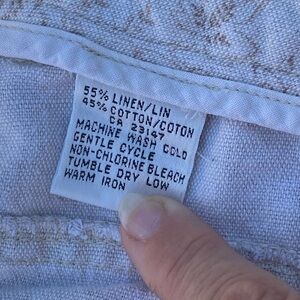 55% LINEN/LIN
45% COTTON/COTON
CA 23147
MACHINE WASH COLD
GENTLE CYCLE
NON-CHLORINE BLEACH
TUMBLE DRY LOW
WARM IRON